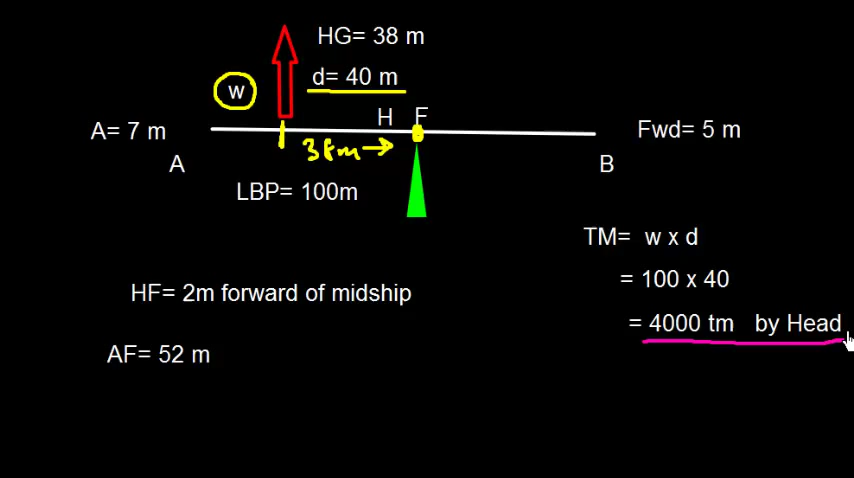 HG= 38 m
d= 40 m
w
H F
A= 7 m
Fwd= 5 m
A
B
LBP= 100m
TM= w x d
= 100 x 40
= 4000 tm by Head
HF= 2m forward of midship
AF= 52 m